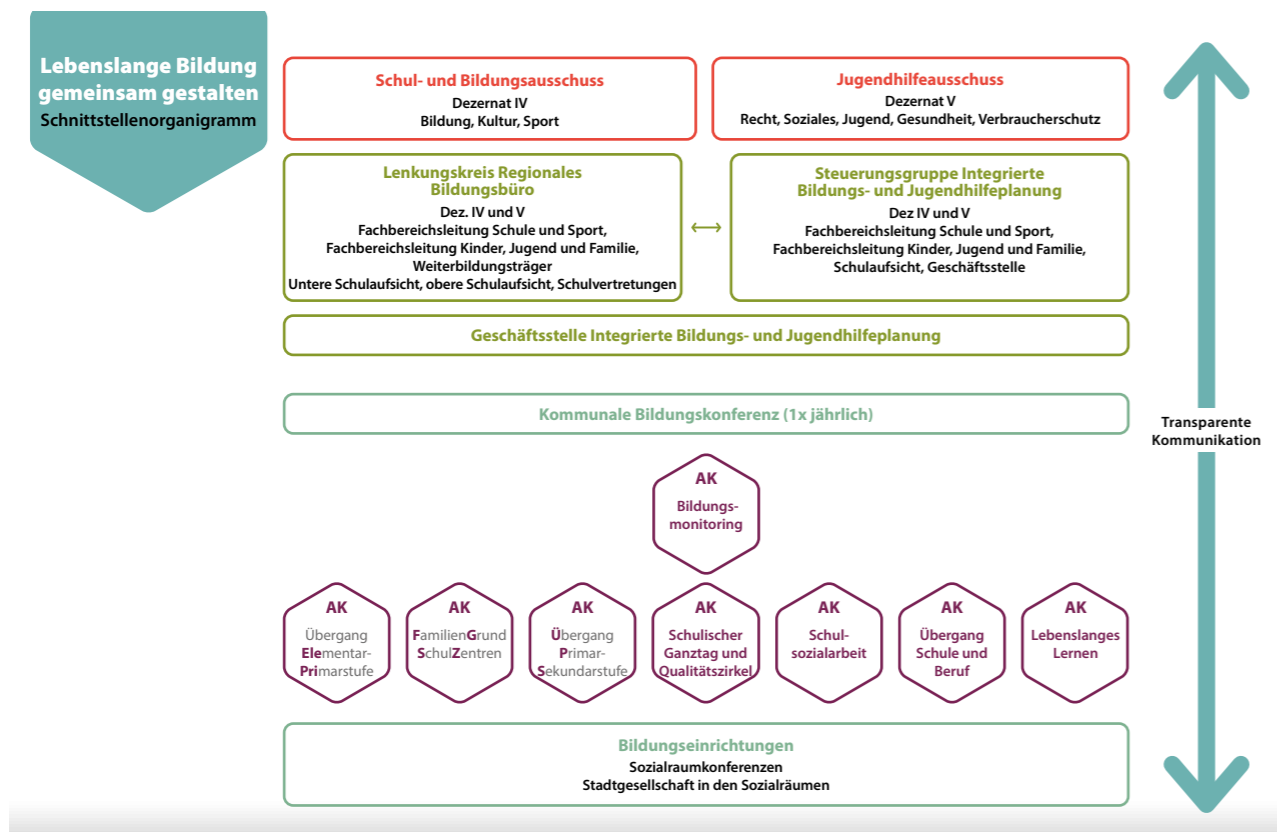 Lebenslange Bildung
gemeinsam gestalten
Schnittstellenorganigramm
Schul- und Bildungsausschuss
Dezernat IV
Bildung, Kultur, Sport
Jugendhilfeausschuss
Dezernat V
Recht, Soziales, Jugend, Gesundheit, Verbraucherschutz
Lenkungskreis Regionales
Bildungsbüro
Dez. IV und V
Fachbereichsleitung Schule und Sport,
Fachbereichsleitung Kinder, Jugend und Familie,
Weiterbildungsträger
Untere Schulaufsicht, obere Schulaufsicht, Schulvertretungen
Steuerungsgruppe Integrierte
Bildungs- und Jugendhilfeplanung
Dez IV und V
Fachbereichsleitung Schule und Sport,
Fachbereichsleitung Kinder, Jugend und Familie,
Schulaufsicht, Geschäftsstelle
Geschäftsstelle Integrierte Bildungs- und Jugendhilfeplanung
Kommunale Bildungskonferenz (1x jährlich)
Transparente
Kommunikation
AK
Bildungs-
monitoring
AK
Übergang
Elementar-
Primarstufe
AK
FamilienGrund
SchulZentren
AK
Übergang
Primar-
Sekundarstufe
AK
Schulischer
Ganztag und
Qualitätszirkel
AK
Schul-
sozialarbeit
AK
Übergang
Schule und
Beruf
AK
Lebenslanges
Lernen
Bildungseinrichtungen
Sozialraumkonferenzen
Stadtgesellschaft in den Sozialräumen